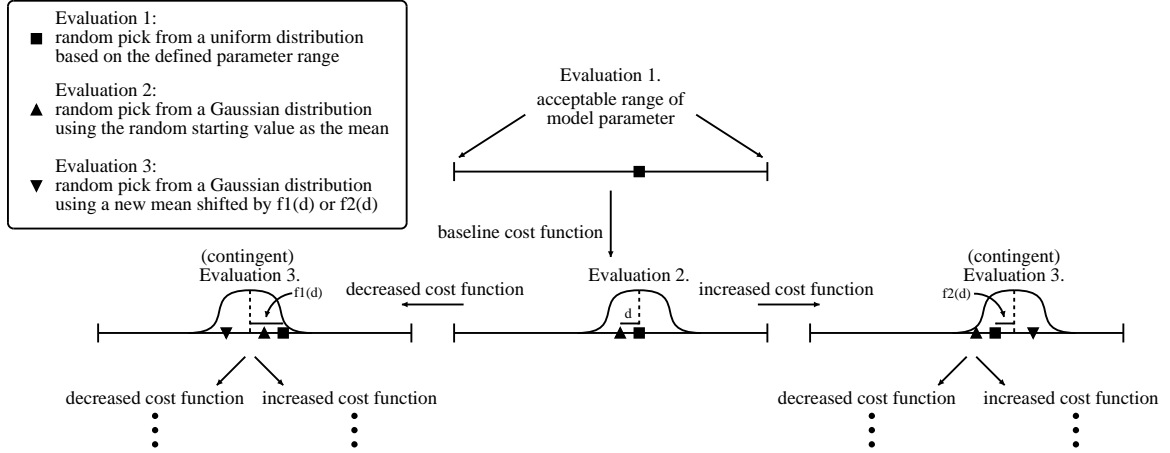 Evaluation 1:
random pick from a uniform distribution
based on the defined parameter range
Evaluation 2:
random pick from a Gaussian distribution
using the random starting value as the mean
Evaluation 3:
random pick from a Gaussian distribution
using a new mean shifted by f1(d) or f2(d)
Evaluation 1.
acceptable range of
model parameter
baseline cost function
(contingent)
Evaluation 3.
f1(d)
decreased cost function
Evaluation 2.
d
increased cost function
(contingent)
Evaluation 3.
f2(d)
decreased cost function
increased cost function
decreased cost function
increased cost function